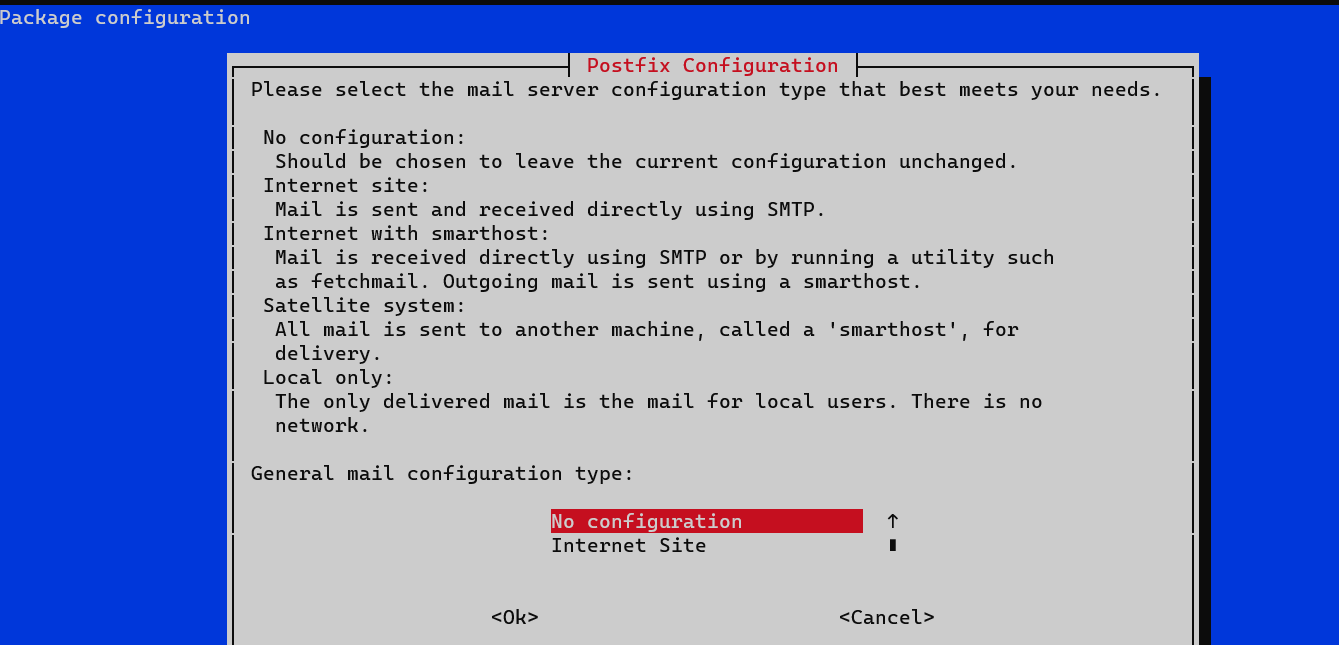 Package configuration
Postfix Configuration
Please select the mail server configuration type that best meets your needs.
No configuration:
Should be chosen to leave the current configuration unchanged.
Internet site:
Mail is sent and received directly using SMTP.
Internet with smarthost:
Mail is received directly using SMTP or by running a utility such
as fetchmail. Outgoing mail is sent using a smarthost.
Satellite system:
All mail is sent to another machine, called a 'smarthost', for
delivery.
Local only:
The only delivered mail is the mail for local users. There is no
network.
General mail configuration type:
No configuration ↑
Internet Site
<Ok> <Cancel>